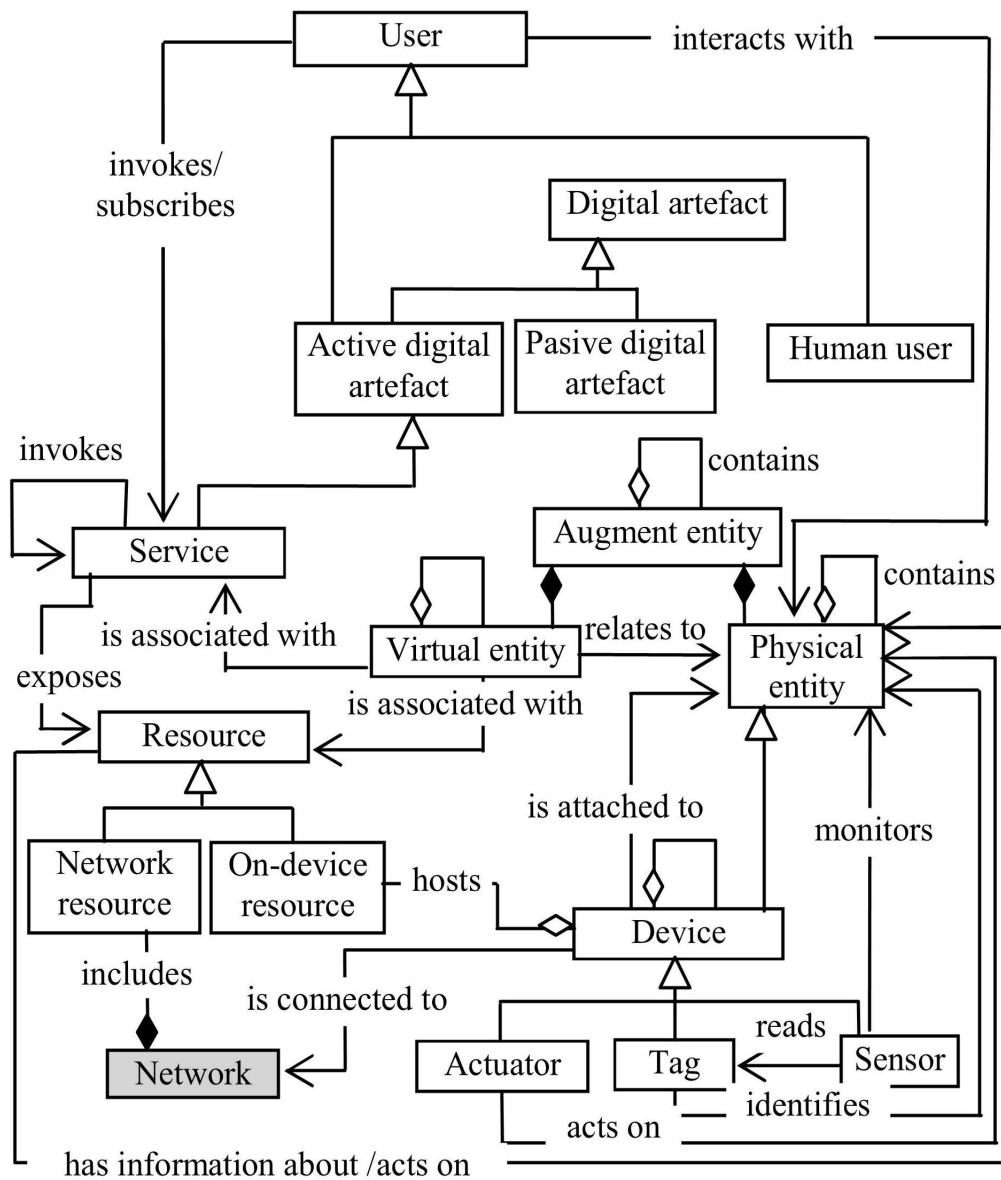 User
interacts with
invokes/
subscribes
Digital artefact
Active digital
artefact
Pasive digital
artefact
Human user
invokes
contains
Augment entity
Service
contains
is associated with
Virtual entity
relates to
Physical
entity
exposes
is associated with
Resource
is attached to
monitors
Network
resource
On-device
resource
hosts
Device
includes
is connected to
reads
Network
Actuator
Tag
Sensor
identifies
acts on
has information about /acts on